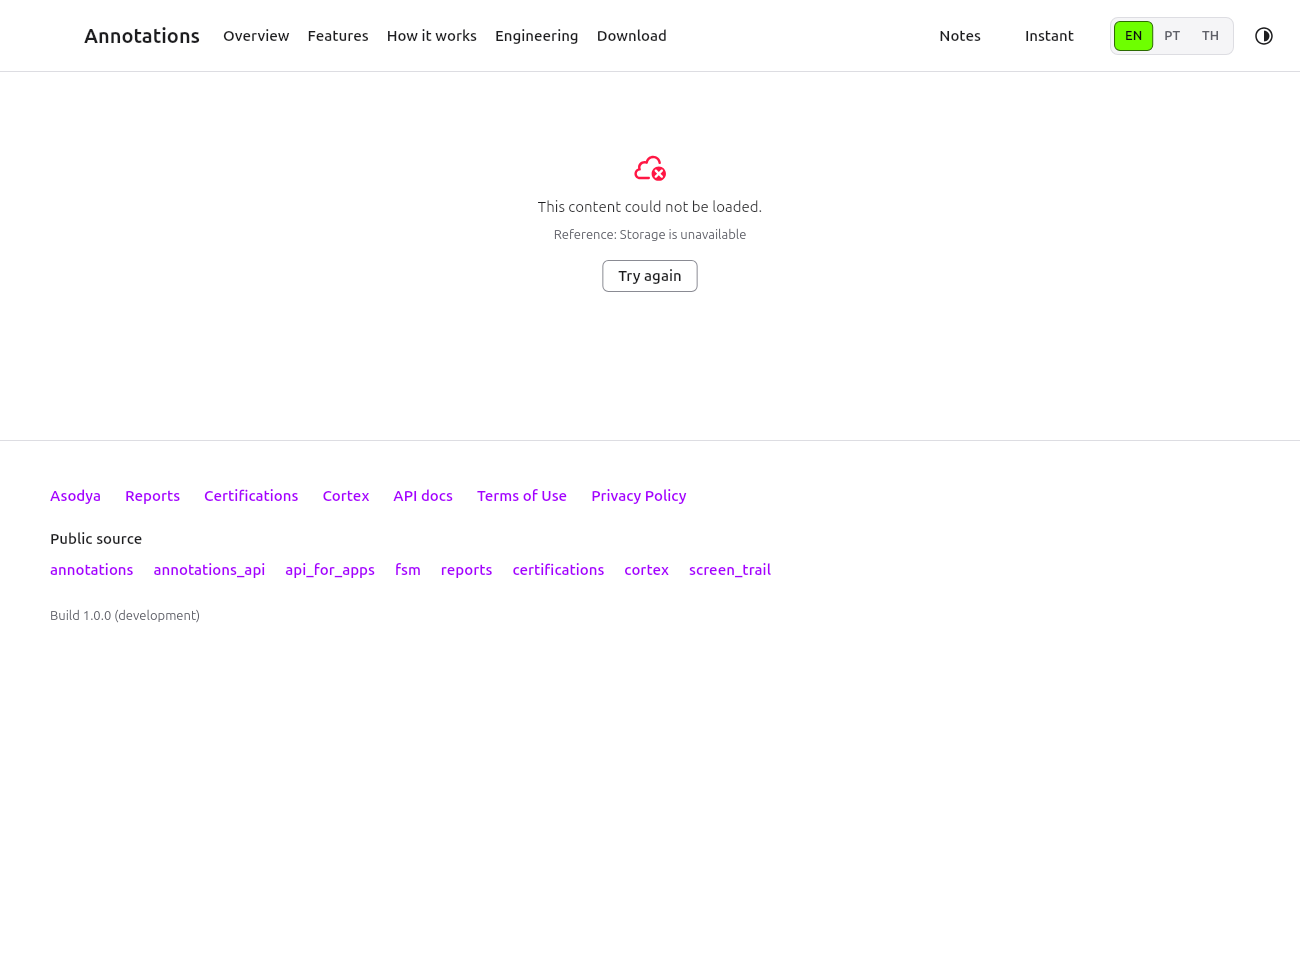 Annotations Overview Features How it works Engineering Download Notes Instant EN PT TH
This content could not be loaded.
Reference: Storage is unavailable
Try again
Asodya Reports Certifications Cortex API docs Terms of Use Privacy Policy
Public source
annotations annotations_api api_for_apps fsm reports certifications cortex screen_trail
Build 1.0.0 (development)